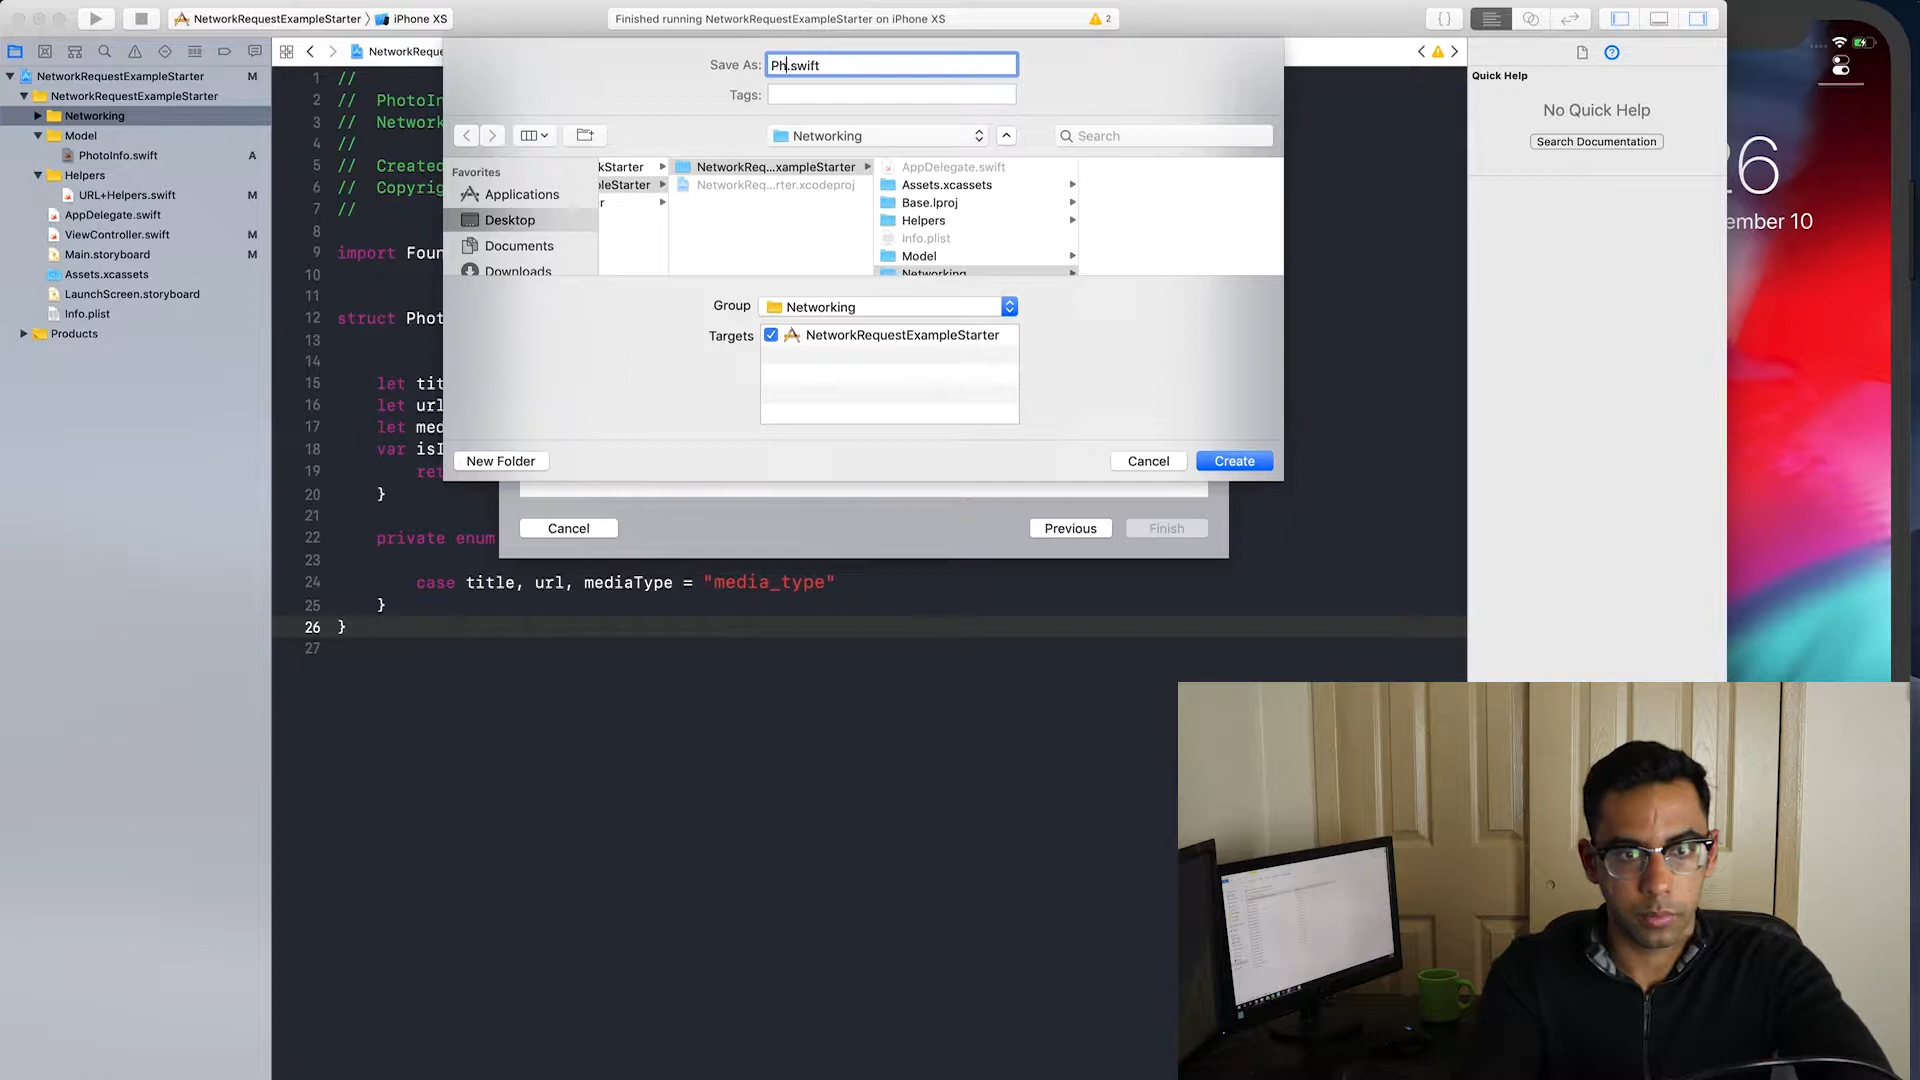 NetworkRequestExampleStarter 〉 iPhone XS
Finished running NetworkRequestExampleStarter on iPhone XS
2
NetworkRequestExampleStarter M
NetworkRequestExampleStarter
Networking
Model
PhotoInfo.swift A
Helpers
URL+Helpers.swift M
AppDelegate.swift
ViewController.swift M
Main.storyboard M
Assets.xcassets
LaunchScreen.storyboard
Info.plist
Products
NetworkReque
1 //
2 // PhotoIn
3 // Network
4 //
5 // Created
6 // Copyrig
7 //
8
9 import Foun
10
11
12 struct Phot
13
14
15 let tit
16 let url
17 let med
18 var isI
19 ret
20 }
21
22 private enum
23
24 case title, url, mediaType = "media_type"
25 }
26 }
27
Save As: Ph.swift
Tags:
Networking
Search
Favorites
Applications
Desktop
Documents
Downloads
kStarter
leStarter
r
NetworkReq...xampleStarter
NetworkReq...rter.xcodeproj
AppDelegate.swift
Assets.xcassets
Base.lproj
Helpers
Info.plist
Model
Networking
Group Networking
Targets NetworkRequestExampleStarter
New Folder
Cancel
Create
Cancel
Previous
Finish
Quick Help
No Quick Help
Search Documentation
26
ember 10